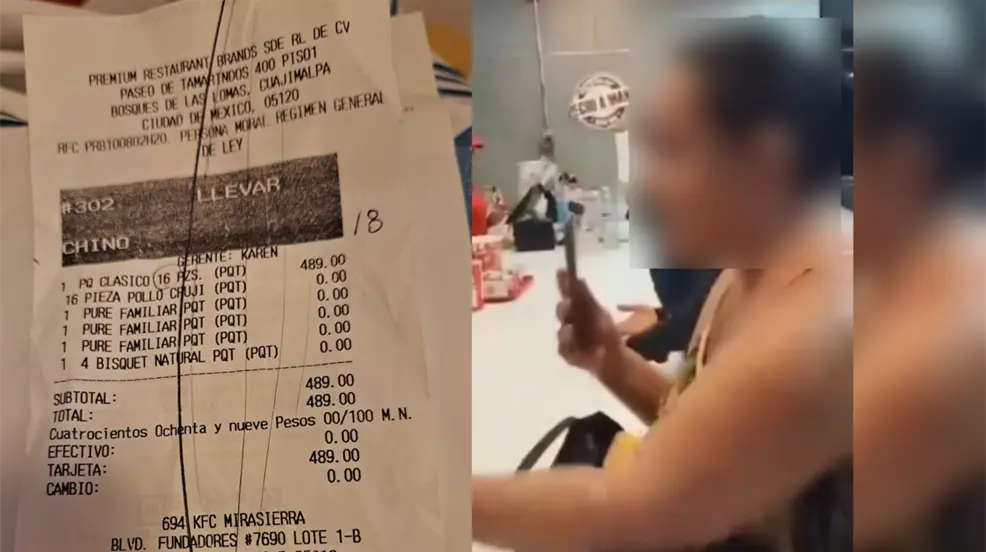 PREMIUM RESTAURANT BRANDS SDE RL DE CV
PASEO DE TAMARINDOS 400 PISO1
BOSQUES DE LAS LOMAS, CUAJIMALPA
CIUDAD DE MEXICO, 05120
RFC PRB100802H20. PERSONA MORAL REGIMEN GENERAL
DE LEY
#302 LLEVAR
CHINO
18
GERENTE: KAREN
1 PQ CLASICO 16 PZS. (PQT) 489.00
16 PIEZA POLLO CRUJI (PQT) 0.00
1 PURE FAMILIAR PQT (PQT) 0.00
1 PURE FAMILIAR PQT (PQT) 0.00
1 PURE FAMILIAR PQT (PQT) 0.00
1 4 BISQUET NATURAL PQT (PQT) 0.00
SUBTOTAL: 489.00
TOTAL: 489.00
Cuatrocientos Ochenta y nueve Pesos 00/100 M.N.
EFECTIVO: 0.00
TARJETA: 489.00
CAMBIO: 0.00
694 KFC MIRASIERRA
BLVD. FUNDADORES #7690 LOTE 1-B